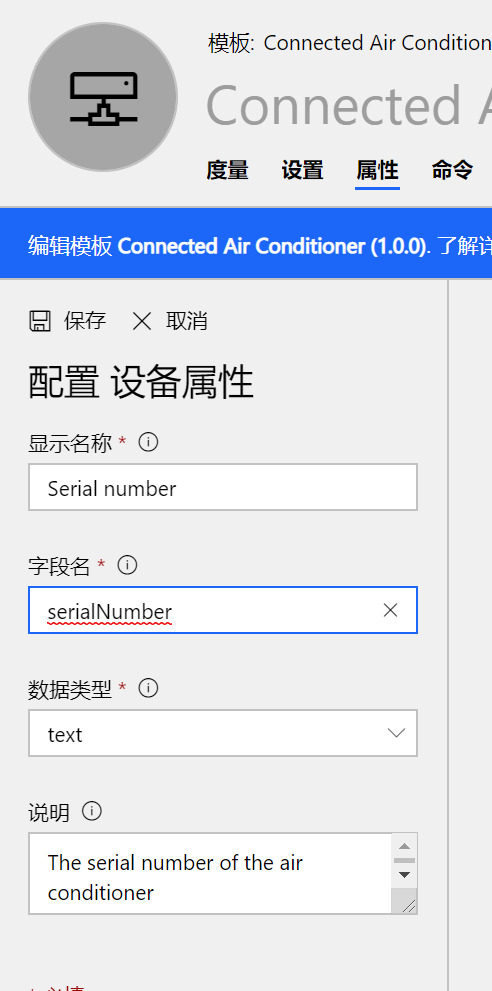 模板: Connected Air Condition
Connected
度量 设置 属性 命令
编辑模板 Connected Air Conditioner (1.0.0). 了解详
保存 取消
配置 设备属性
显示名称 *
Serial number
字段名 *
serialNumber
数据类型 *
text
说明
The serial number of the air
conditioner